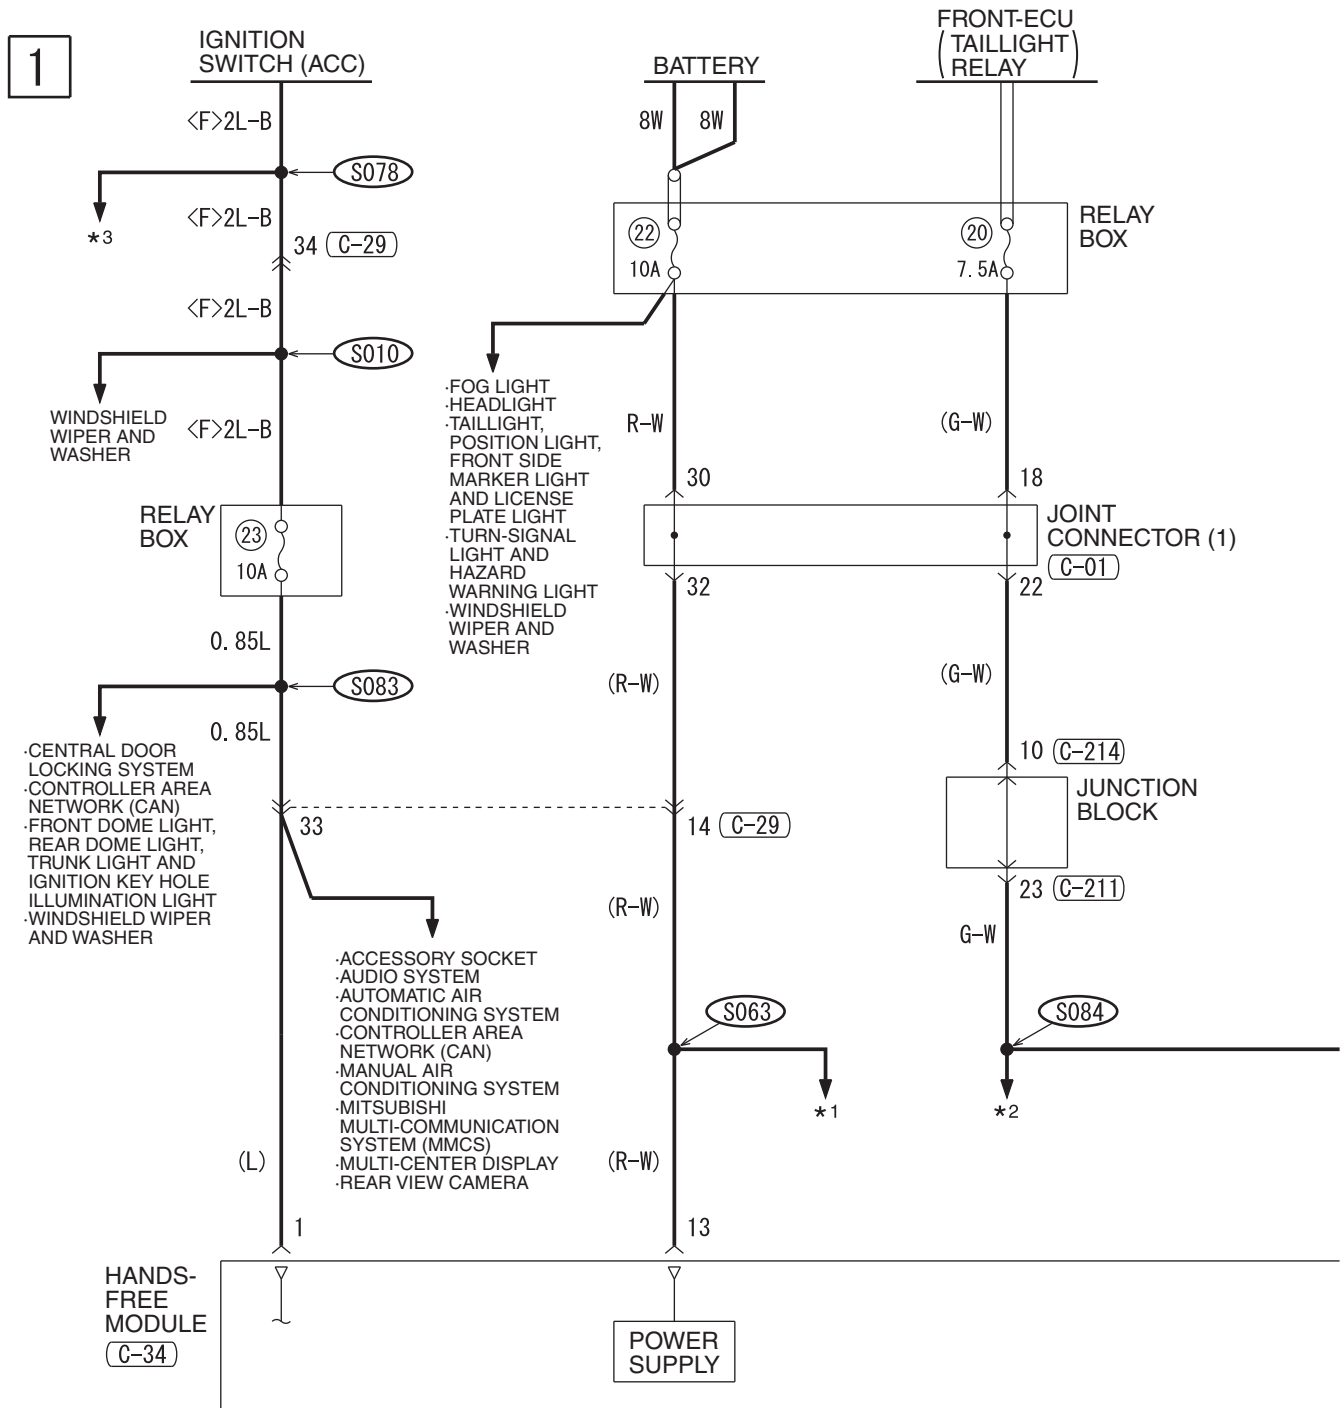 1
IGNITION
SWITCH (ACC)
BATTERY
FRONT-ECU
(TAILLIGHT
RELAY)
<F>2L-B
8W
8W
S078
*3
<F>2L-B
34
C-29
RELAY
BOX
22
10A
20
7.5A
<F>2L-B
S010
WINDSHIELD
WIPER AND
WASHER
<F>2L-B
·FOG LIGHT
·HEADLIGHT
·TAILLIGHT,
POSITION LIGHT,
FRONT SIDE
MARKER LIGHT
AND LICENSE
PLATE LIGHT
·TURN-SIGNAL
LIGHT AND
HAZARD
WARNING LIGHT
·WINDSHIELD
WIPER AND
WASHER
R-W
(G-W)
30
18
RELAY
BOX
23
10A
JOINT
CONNECTOR (1)
C-01
32
22
0.85L
S083
(R-W)
(G-W)
0.85L
·CENTRAL DOOR
LOCKING SYSTEM
·CONTROLLER AREA
NETWORK (CAN)
·FRONT DOME LIGHT,
REAR DOME LIGHT,
TRUNK LIGHT AND
IGNITION KEY HOLE
ILLUMINATION LIGHT
·WINDSHIELD WIPER
AND WASHER
10
C-214
JUNCTION
BLOCK
33
14
C-29
23
C-211
(R-W)
G-W
·ACCESSORY SOCKET
·AUDIO SYSTEM
·AUTOMATIC AIR
CONDITIONING SYSTEM
·CONTROLLER AREA
NETWORK (CAN)
·MANUAL AIR
CONDITIONING SYSTEM
·MITSUBISHI
MULTI-COMMUNICATION
SYSTEM (MMCS)
·MULTI-CENTER DISPLAY
·REAR VIEW CAMERA
S063
S084
*1
*2
(L)
(R-W)
1
13
HANDS-
FREE
MODULE
C-34
POWER
SUPPLY